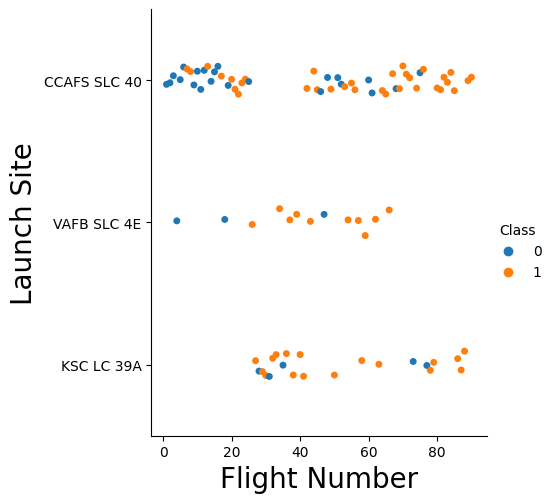 CCAFS SLC 40
VAFB SLC 4E
KSC LC 39A
Launch Site
0 20 40 60 80
Flight Number
Class
0
1